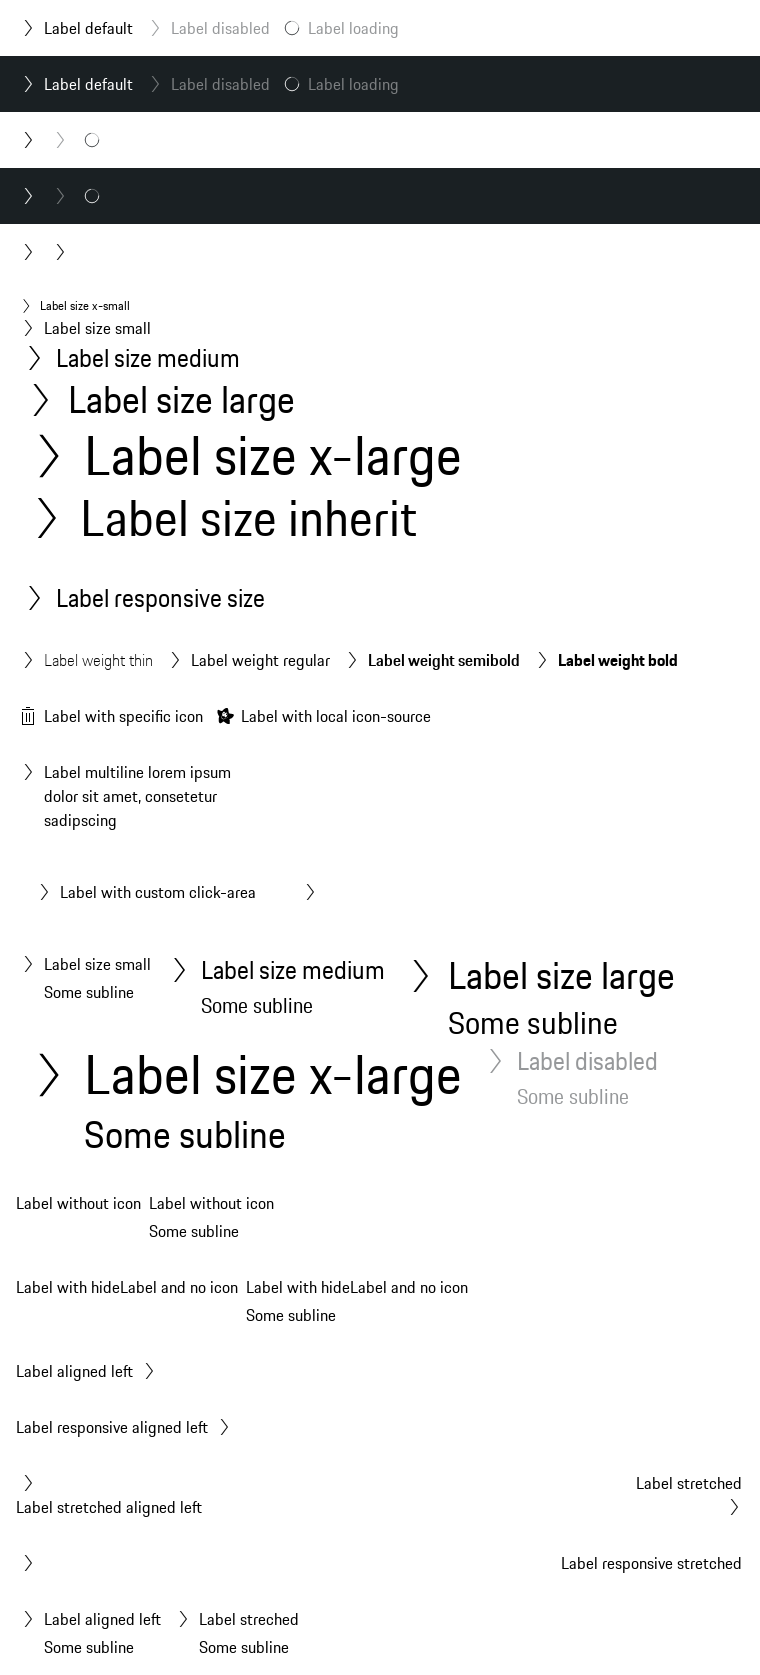 Label default Label disabled Label loading
Label default Label disabled Label loading
Label size x-small
Label size small
Label size medium
Label size large
Label size x-large
Label size inherit
Label responsive size
Label weight thin Label weight regular Label weight semibold Label weight bold
Label with specific icon Label with local icon-source
Label multiline lorem ipsum
dolor sit amet, consetetur
sadipscing
Label with custom click-area
Label size small Label size medium Label size large
Some subline Some subline Some subline
Label size x-large Label disabled
Some subline Some subline
Label without icon Label without icon
Some subline
Label with hideLabel and no icon Label with hideLabel and no icon
Some subline
Label aligned left
Label responsive aligned left
Label stretched
Label stretched aligned left
Label responsive stretched
Label aligned left Label streched
Some subline Some subline